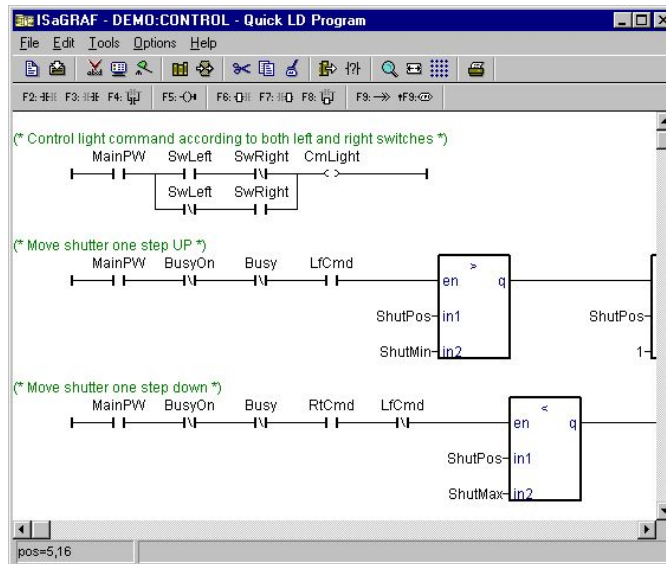 ISaGRAF - DEMO:CONTROL - Quick LD Program
File Edit Tools Options Help
F2: F3: F4: F5: F6: F7: F8: F9: F9:
(* Control light command according to both left and right switches *)
MainPW SwLeft SwRight CmLight
SwLeft SwRight
(* Move shutter one step UP *)
MainPW BusyOn Busy LfCmd
>
en q
ShutPos in1 ShutPos
ShutMin in2 1
(* Move shutter one step down *)
MainPW BusyOn Busy RtCmd LfCmd
<
en q
ShutPos in1
ShutMax in2
pos=5,16